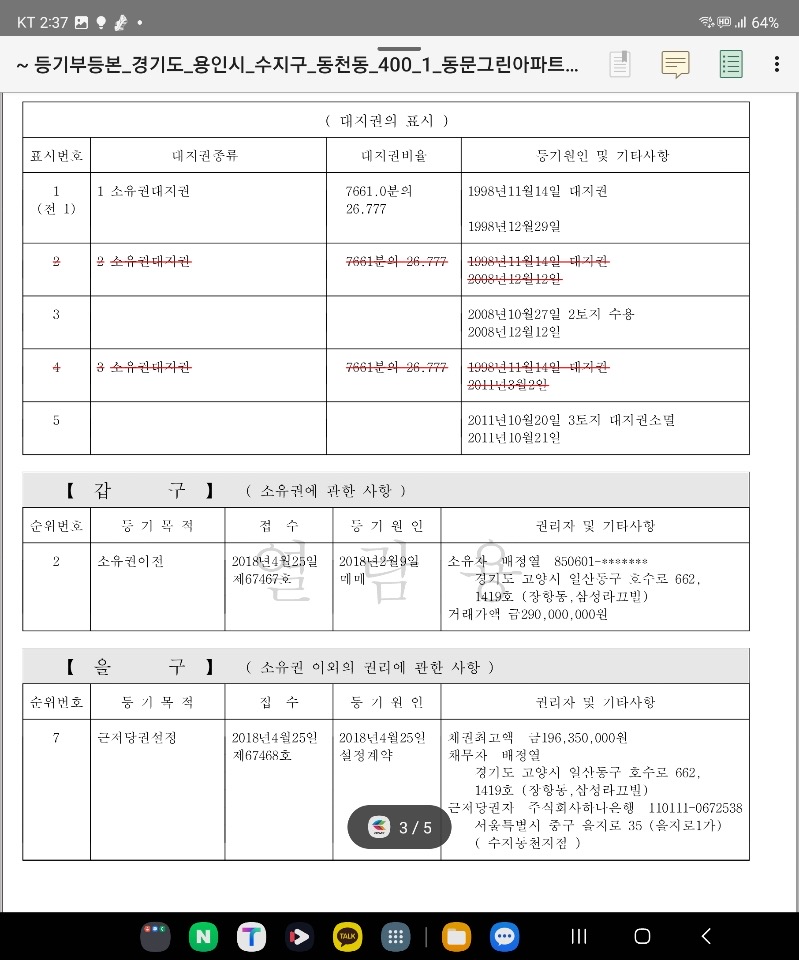 KT 2:37
64%
~ 등기부등본_경기도_용인시_수지구_동천동_400_1_동문그린아파트...
( 대지권의 표시 )
표시번호 대지권종류 대지권비율 등기원인 및 기타사항
1 1 소유권대지권 7661.0분의 1998년11월14일 대지권
(전 1) 26.777
1998년12월29일
2 2 소유권대지권 7661분의 26.777 1998년11월14일 대지권
2008년12월12일
3 2008년10월27일 2토지 수용
2008년12월12일
4 3 소유권대지권 7661분의 26.777 1998년11월14일 대지권
2011년3월2일
5 2011년10월20일 3토지 대지권소멸
2011년10월21일
【 갑 구 】 ( 소유권에 관한 사항 )
순위번호 등 기 목 적 접 수 등 기 원 인 권리자 및 기타사항
2 소유권이전 2018년4월25일 2018년2월9일 소유자 배정열 850601-*******
제67467호 매매 경기도 고양시 일산동구 호수로 662,
1419호 (장항동,삼성라끄빌)
거래가액 금290,000,000원
열 람 용
【 을 구 】 ( 소유권 이외의 권리에 관한 사항 )
순위번호 등 기 목 적 접 수 등 기 원 인 권리자 및 기타사항
7 근저당권설정 2018년4월25일 2018년4월25일 채권최고액 금196,350,000원
제67468호 설정계약 채무자 배정열
경기도 고양시 일산동구 호수로 662,
1419호 (장항동,삼성라끄빌)
근저당권자 주식회사하나은행 110111-0672538
서울특별시 중구 을지로 35 (을지로1가)
( 수지동천지점 )
3 / 5
N T TALK